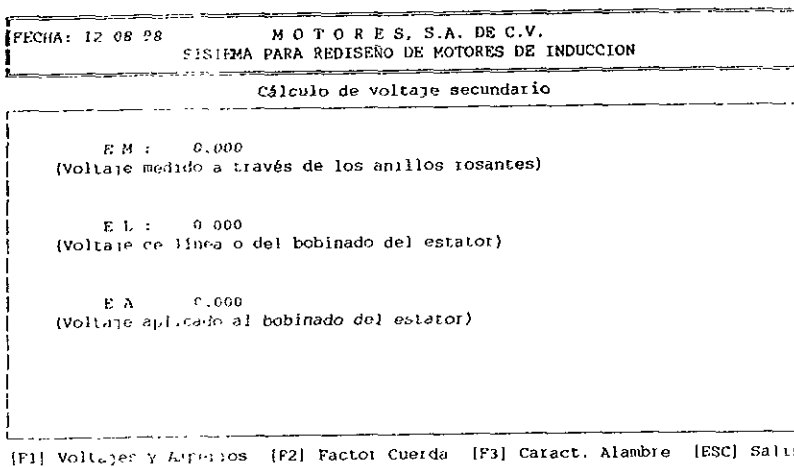 FECHA: 12 08 98 M O T O R E S, S.A. DE C.V.
SISTEMA PARA REDISEÑO DE MOTORES DE INDUCCION
Cálculo de voltaje secundario
E M : 0.000
(Voltaje medido a través de los anillos rosantes)
E L : 0 000
(Voltaje de línea o del bobinado del estator)
E A 0.000
(Voltaje aplicado al bobinado del estator)
[F1] Voltajes y Amperios [F2] Factor Cuerda [F3] Caract. Alambre [ESC] Sali